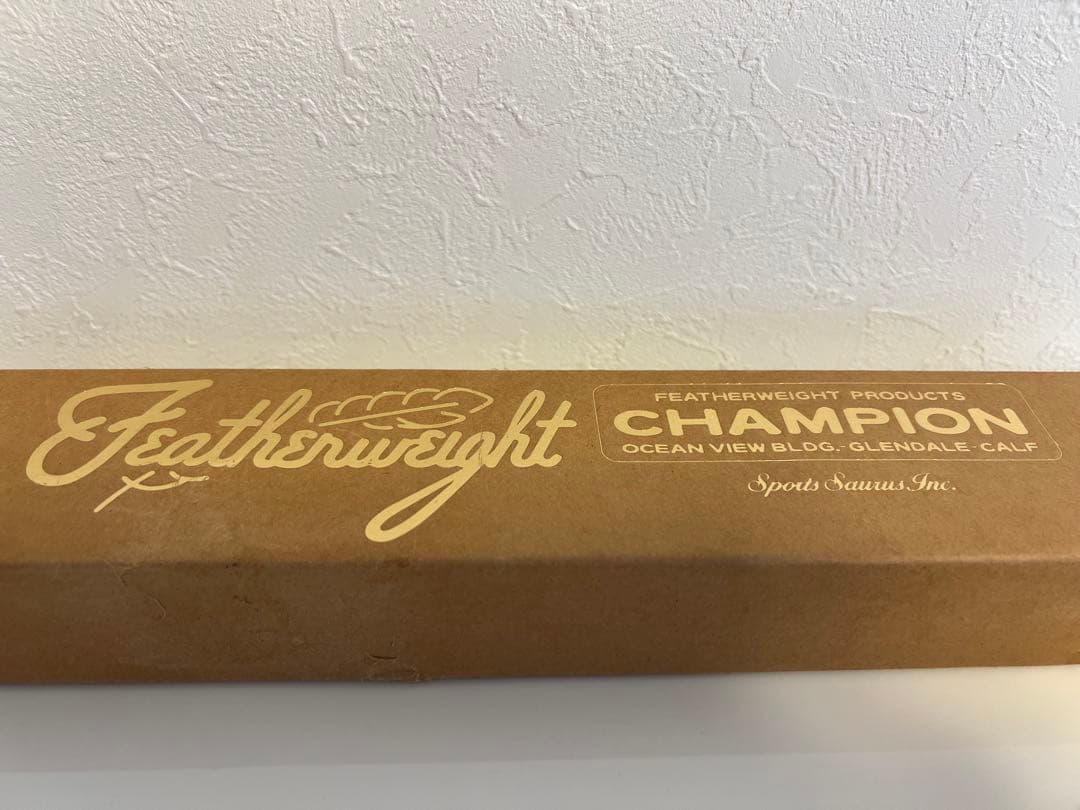 Featherweight
FEATHERWEIGHT PRODUCTS
CHAMPION
OCEAN VIEW BLDG.-GLENDALE-CALF
Sports Saurus, Inc.